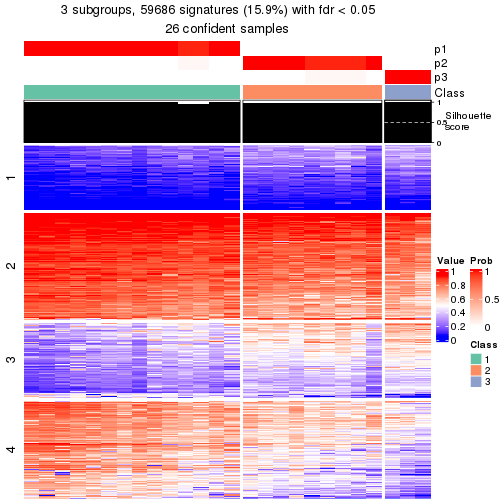 3 subgroups, 59686 signatures (15.9%) with fdr < 0.05
26 confident samples
p1
p2
p3
Class
1
0.5
0
Silhouette
score
1
2
3
4
Value
1
0.8
0.6
0.4
0.2
0
Prob
1
0.5
0
Class
1
2
3